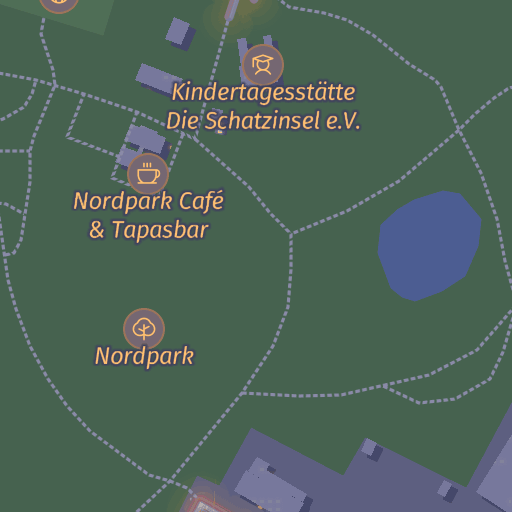 Kindertagesstätte
Die Schatzinsel e.V.
Nordpark Café
& Tapasbar
Nordpark